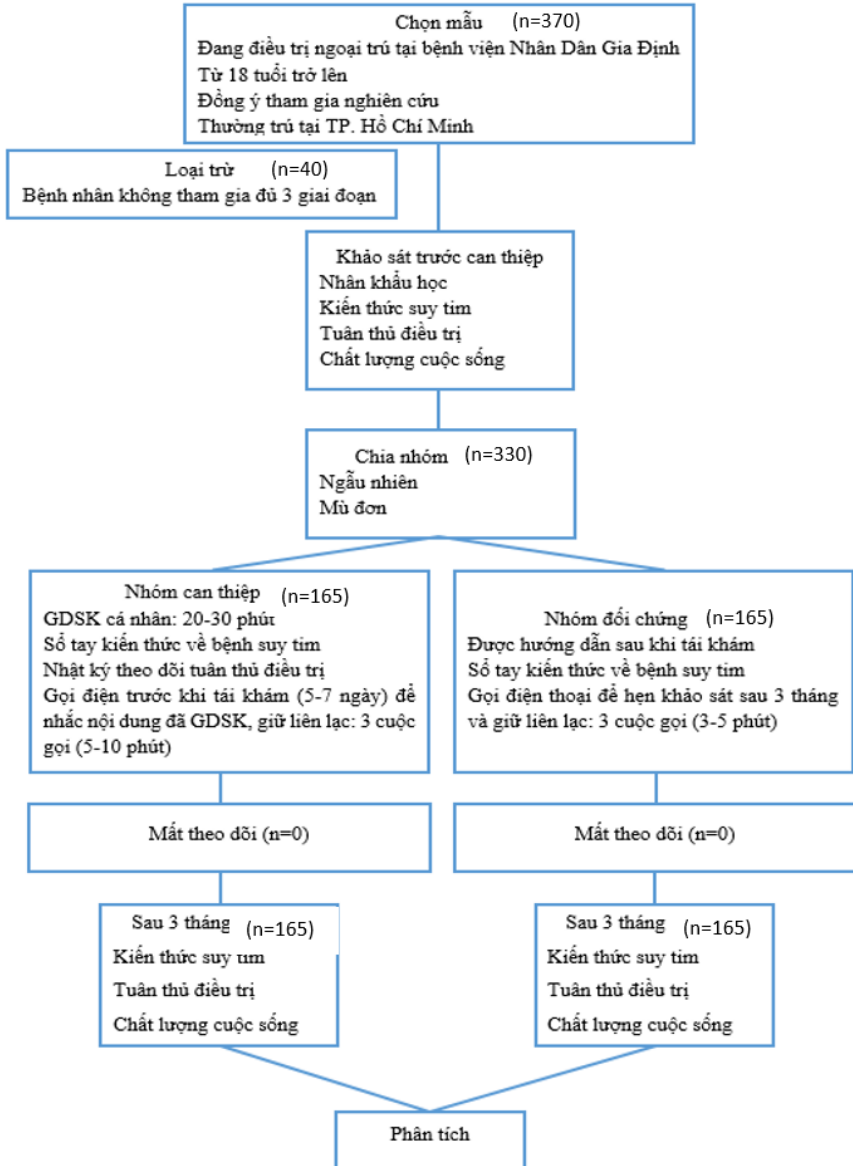 Chọn mẫu (n=370)
Đang điều trị ngoại trú tại bệnh viện Nhân Dân Gia Định
Từ 18 tuổi trở lên
Đồng ý tham gia nghiên cứu
Thường trú tại TP. Hồ Chí Minh
Loại trừ (n=40)
Bệnh nhân không tham gia đủ 3 giai đoạn
Khảo sát trước can thiệp
Nhân khẩu học
Kiến thức suy tim
Tuân thủ điều trị
Chất lượng cuộc sống
Chia nhóm (n=330)
Ngẫu nhiên
Mù đơn
Nhóm can thiệp (n=165)
GDSK cá nhân: 20-30 phút
Sổ tay kiến thức về bệnh suy tim
Nhật ký theo dõi tuân thủ điều trị
Gọi điện trước khi tái khám (5-7 ngày) để
nhắc nội dung đã GDSK, giữ liên lạc: 3 cuộc
gọi (5-10 phút)
Nhóm đối chứng (n=165)
Được hướng dẫn sau khi tái khám
Sổ tay kiến thức về bệnh suy tim
Gọi điện thoại để hẹn khảo sát sau 3 tháng
và giữ liên lạc: 3 cuộc gọi (3-5 phút)
Mất theo dõi (n=0)
Mất theo dõi (n=0)
Sau 3 tháng (n=165)
Kiến thức suy tim
Tuân thủ điều trị
Chất lượng cuộc sống
Sau 3 tháng (n=165)
Kiến thức suy tim
Tuân thủ điều trị
Chất lượng cuộc sống
Phân tích